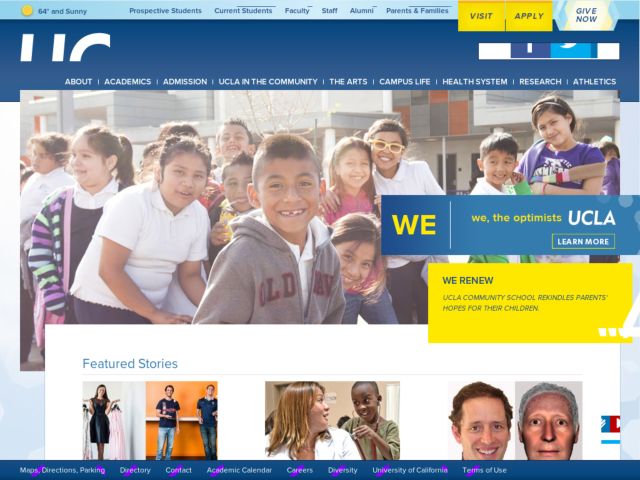 64° and Sunny
Prospective Students Current Students Faculty Staff Alumni Parents & Families
VISIT APPLY GIVE NOW
ABOUT ACADEMICS ADMISSION UCLA IN THE COMMUNITY THE ARTS CAMPUS LIFE HEALTH SYSTEM RESEARCH ATHLETICS
OLD NAVY
WE we, the optimists UCLA
LEARN MORE
WE RENEW
UCLA COMMUNITY SCHOOL REKINDLES PARENTS'
HOPES FOR THEIR CHILDREN.
Featured Stories
Maps, Directions, Parking Directory Contact Academic Calendar Careers Diversity University of California Terms of Use